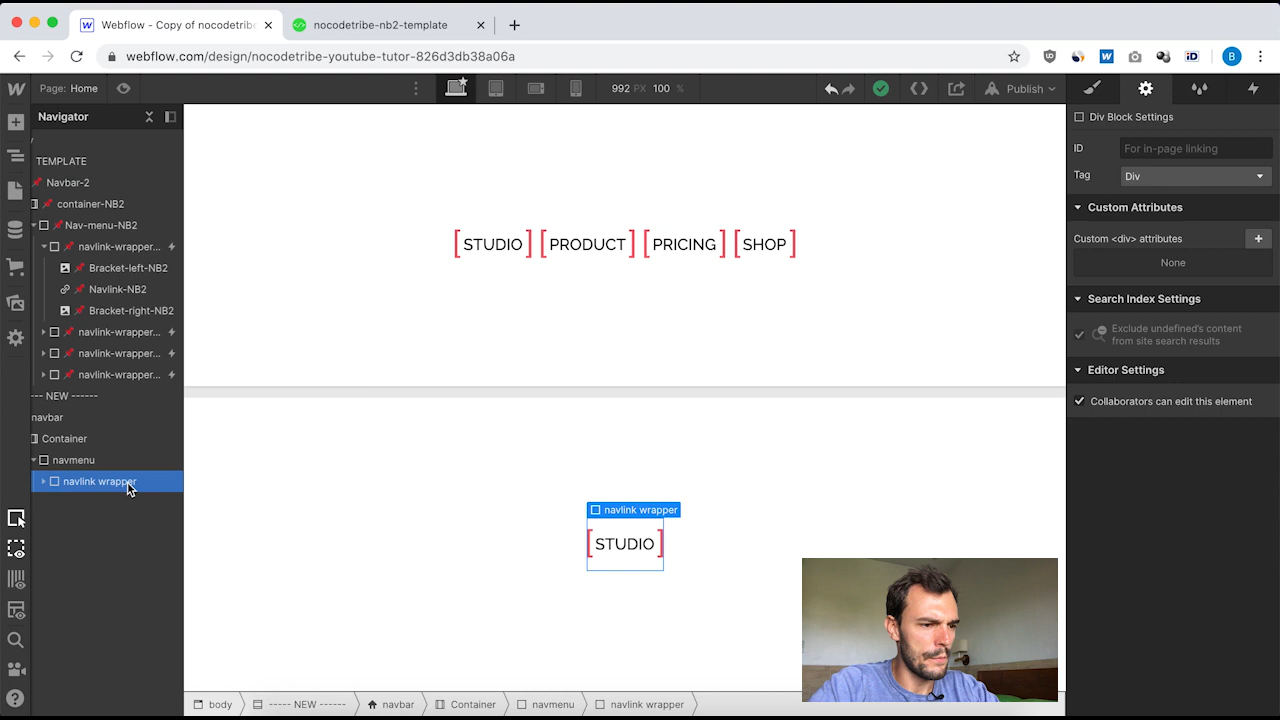 Webflow - Copy of nocodetribe
nocodetribe-nb2-template
webflow.com/design/nocodetribe-youtube-tutor-826d3db38a06a
Page: Home
992 PX 100 %
Publish
Navigator
TEMPLATE
Navbar-2
container-NB2
Nav-menu-NB2
navlink-wrapper...
Bracket-left-NB2
Navlink-NB2
Bracket-right-NB2
navlink-wrapper...
navlink-wrapper...
navlink-wrapper...
--- NEW ------
navbar
Container
navmenu
navlink wrapper
[STUDIO] [PRODUCT] [PRICING] [SHOP]
navlink wrapper
[STUDIO]
body
----- NEW ------
navbar
Container
navmenu
navlink wrapper
Div Block Settings
ID For in-page linking
Tag Div
Custom Attributes
Custom <div> attributes +
None
Search Index Settings
Exclude undefined's content
from site search results
Editor Settings
Collaborators can edit this element